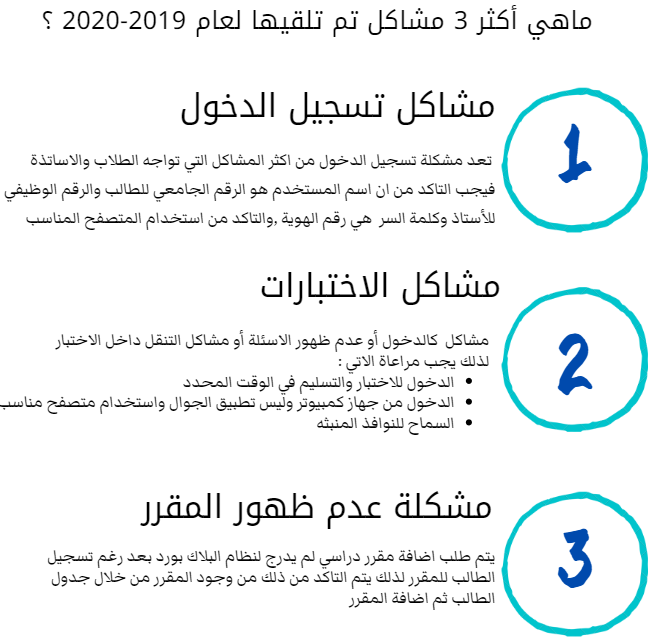 ماهي أكثر 3 مشاكل تم تلقيها لعام 2019-2020 ؟
1
مشاكل تسجيل الدخول
تعد مشكلة تسجيل الدخول من اكثر المشاكل التي تواجه الطلاب والاساتذة
فيجب التاكد من ان اسم المستخدم هو الرقم الجامعي للطالب والرقم الوظيفي
للأستاذ وكلمة السر هي رقم الهوية ,والتاكد من استخدام المتصفح المناسب
2
مشاكل الاختبارات
مشاكل كالدخول أو عدم ظهور الاسئلة أو مشاكل التنقل داخل الاختبار
لذلك يجب مراعاة الاتي :
• الدخول للاختبار والتسليم في الوقت المحدد
• الدخول من جهاز كمبيوتر وليس تطبيق الجوال واستخدام متصفح مناسب
• السماح للنوافذ المنبثه
3
مشكلة عدم ظهور المقرر
يتم طلب اضافة مقرر دراسي لم يدرج لنظام البلاك بورد بعد رغم تسجيل
الطالب للمقرر لذلك يتم التاكد من ذلك من وجود المقرر من خلال جدول
الطالب ثم اضافة المقرر